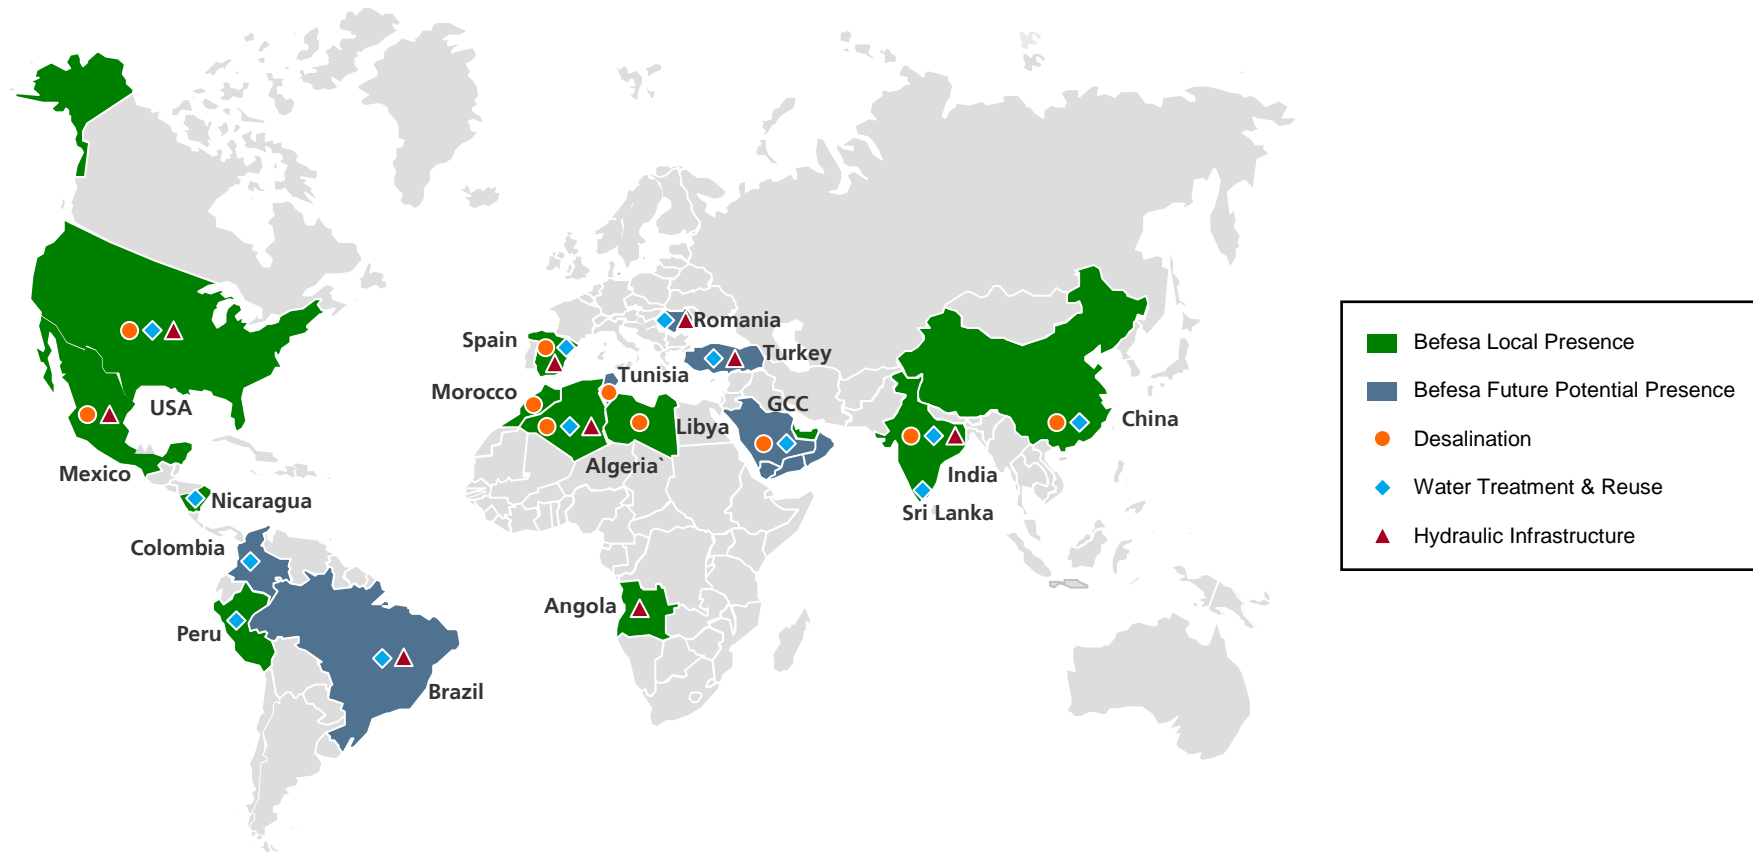 Romania
Spain
Turkey
Tunisia
Morocco
GCC
USA
Libya
China
Algeria`
Mexico
India
Nicaragua
Sri Lanka
Colombia
Angola
Peru
Brazil
Befesa Local Presence
Befesa Future Potential Presence
Desalination
Water Treatment & Reuse
Hydraulic Infrastructure